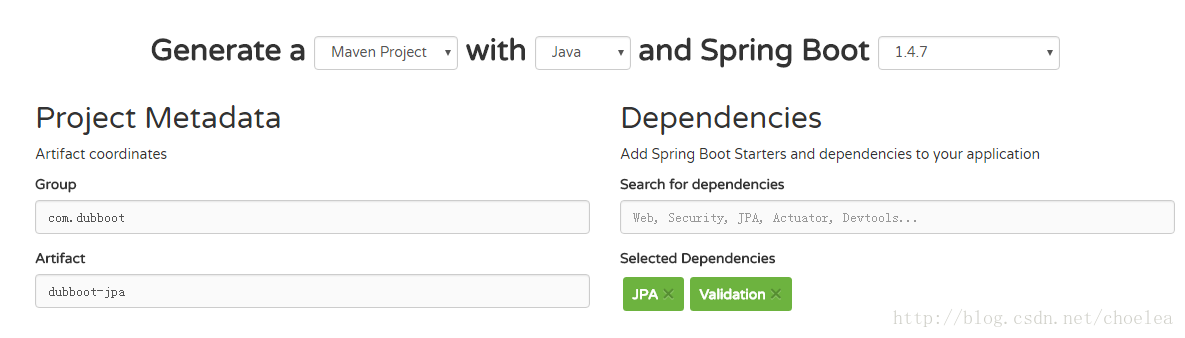 Generate a Maven Project with Java and Spring Boot 1.4.7
Project Metadata
Artifact coordinates
Group
com.dubboot
Artifact
dubboot-jpa
Dependencies
Add Spring Boot Starters and dependencies to your application
Search for dependencies
Web, Security, JPA, Actuator, Devtools...
Selected Dependencies
JPA × Validation ×
http://blog.csdn.net/choelea